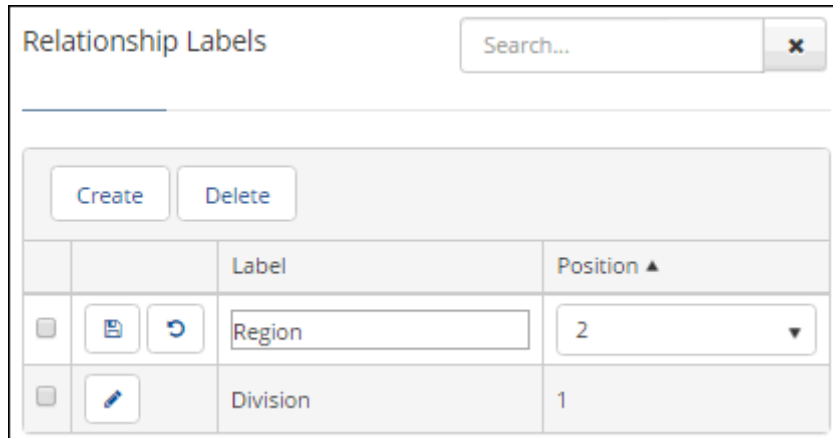 Relationship Labels Search...
Create Delete
Label Position ▲
Region 2
Division 1